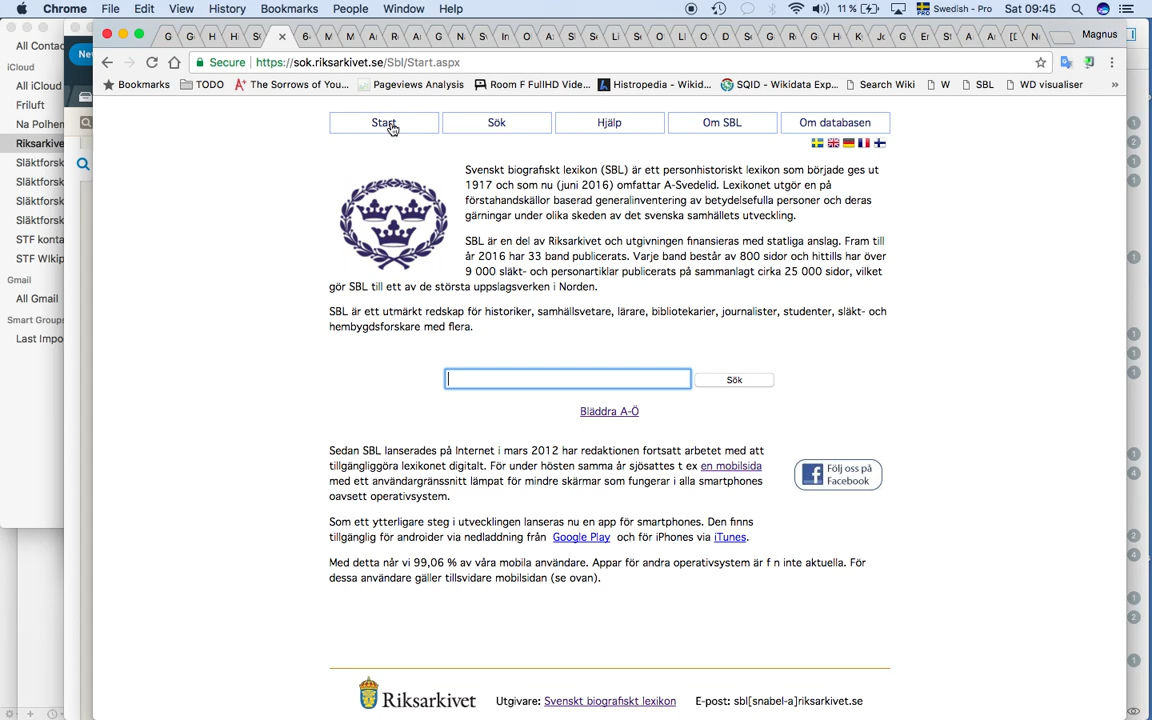 Chrome File Edit View History Bookmarks People Window Help 11 % Swedish - Pro Sat 09:45
Magnus
Secure https://sok.riksarkivet.se/Sbl/Start.aspx
Bookmarks TODO The Sorrows of You... Pageviews Analysis Room F FullHD Vide... Histropedia - Wikid... SQID - Wikidata Exp... Search Wiki W SBL WD visualiser »
All Contac
iCloud
All iCloud
Friluft
Na Polhem
Riksarkive
Släktforsk
Släktforsk
Släktforsk
Släktforsk
STF konta
STF WIkip
Gmail
All Gmail
Smart Groups
Last Impo
Net
Start Sök Hjälp Om SBL Om databasen
Svenskt biografiskt lexikon (SBL) är ett personhistoriskt lexikon som började ges ut
1917 och som nu (juni 2016) omfattar A-Svedelid. Lexikonet utgör en på
förstahandskällor baserad generalinventering av betydelsefulla personer och deras
gärningar under olika skeden av det svenska samhällets utveckling.
SBL är en del av Riksarkivet och utgivningen finansieras med statliga anslag. Fram till
år 2016 har 33 band publicerats. Varje band består av 800 sidor och hittills har över
9 000 släkt- och personartiklar publicerats på sammanlagt cirka 25 000 sidor, vilket
gör SBL till ett av de största uppslagsverken i Norden.
SBL är ett utmärkt redskap för historiker, samhällsvetare, lärare, bibliotekarier, journalister, studenter, släkt- och
hembygdsforskare med flera.
Sök
Bläddra A-Ö
Sedan SBL lanserades på Internet i mars 2012 har redaktionen fortsatt arbetet med att
tillgängliggöra lexikonet digitalt. För under hösten samma år sjösattes t ex en mobilsida
med ett användargränssnitt lämpat för mindre skärmar som fungerar i alla smartphones
oavsett operativsystem.
Följ oss på
Facebook
Som ett ytterligare steg i utvecklingen lanseras nu en app för smartphones. Den finns
tillgänglig för androider via nedladdning från Google Play och för iPhones via iTunes.
Med detta når vi 99,06 % av våra mobila användare. Appar för andra operativsystem är f n inte aktuella. För
dessa användare gäller tillsvidare mobilsidan (se ovan).
Riksarkivet Utgivare: Svenskt biografiskt lexikon E-post: sbl[snabel-a]riksarkivet.se